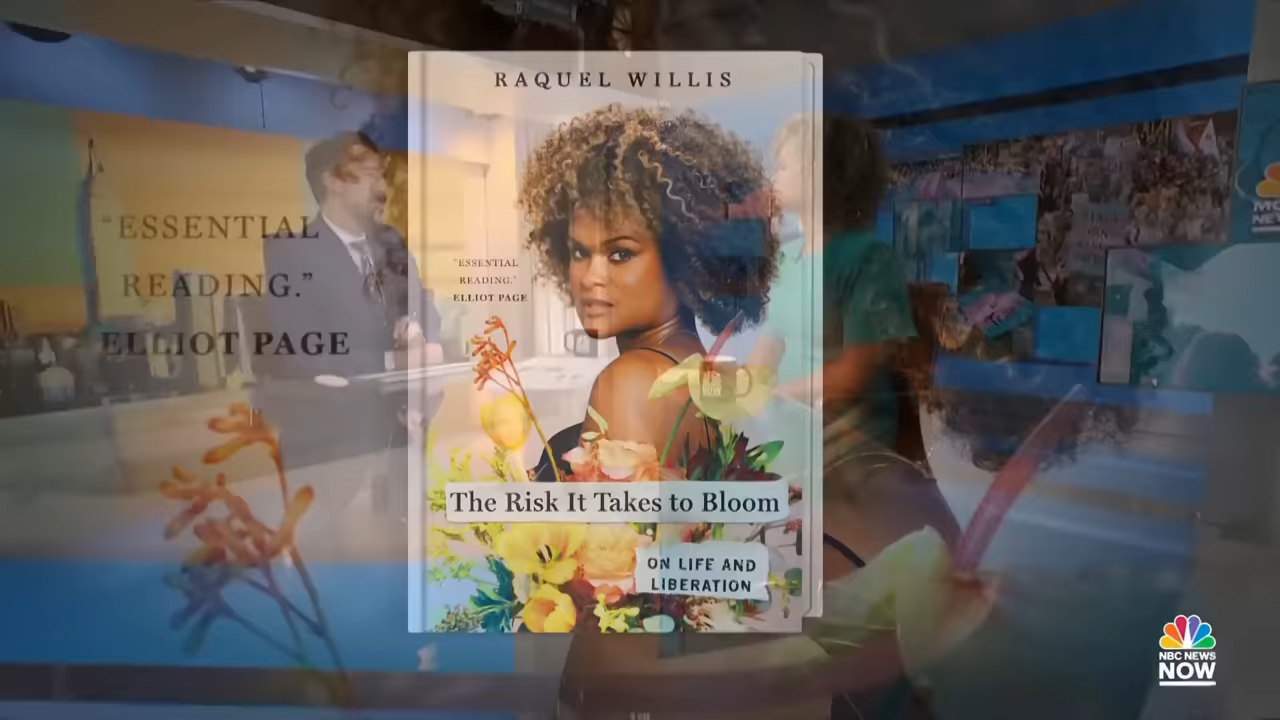 RAQUEL WILLIS
"ESSENTIAL
READING."
ELLIOT PAGE
"ESSENTIAL
READING."
ELLIOT PAGE
NOW
The Risk It Takes to Bloom
ON LIFE AND
LIBERATION
NBC NEWS
NOW